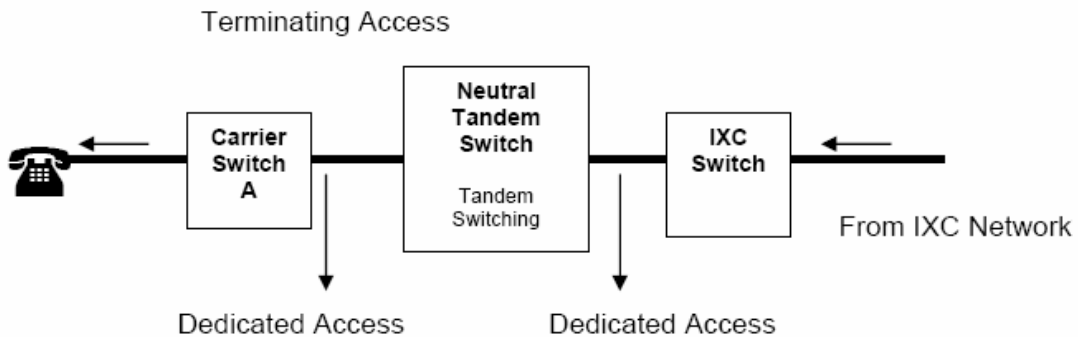 Terminating Access
Carrier
Switch
A
Neutral
Tandem
Switch
Tandem
Switching
IXC
Switch
From IXC Network
Dedicated Access
Dedicated Access